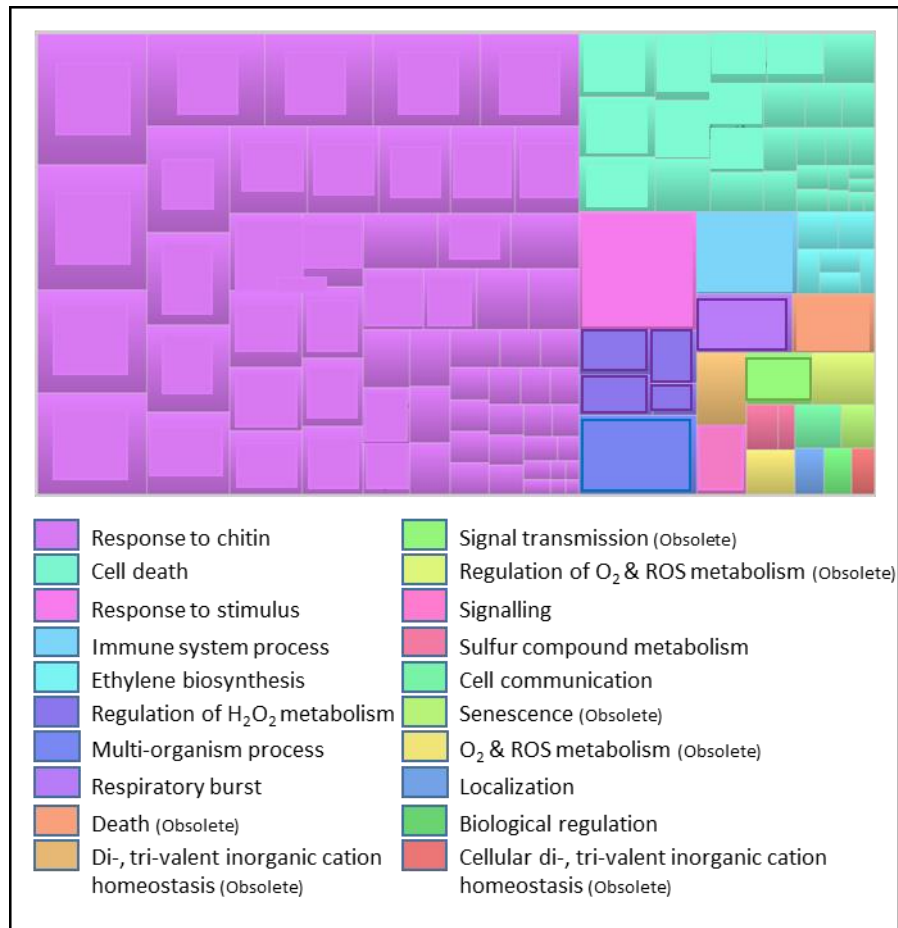 Response to chitin
Cell death
Response to stimulus
Immune system process
Ethylene biosynthesis
Regulation of H₂O₂ metabolism
Multi-organism process
Respiratory burst
Death (Obsolete)
Di-, tri-valent inorganic cation
homeostasis (Obsolete)
Signal transmission (Obsolete)
Regulation of O₂ & ROS metabolism (Obsolete)
Signalling
Sulfur compound metabolism
Cell communication
Senescence (Obsolete)
O₂ & ROS metabolism (Obsolete)
Localization
Biological regulation
Cellular di-, tri-valent inorganic cation
homeostasis (Obsolete)